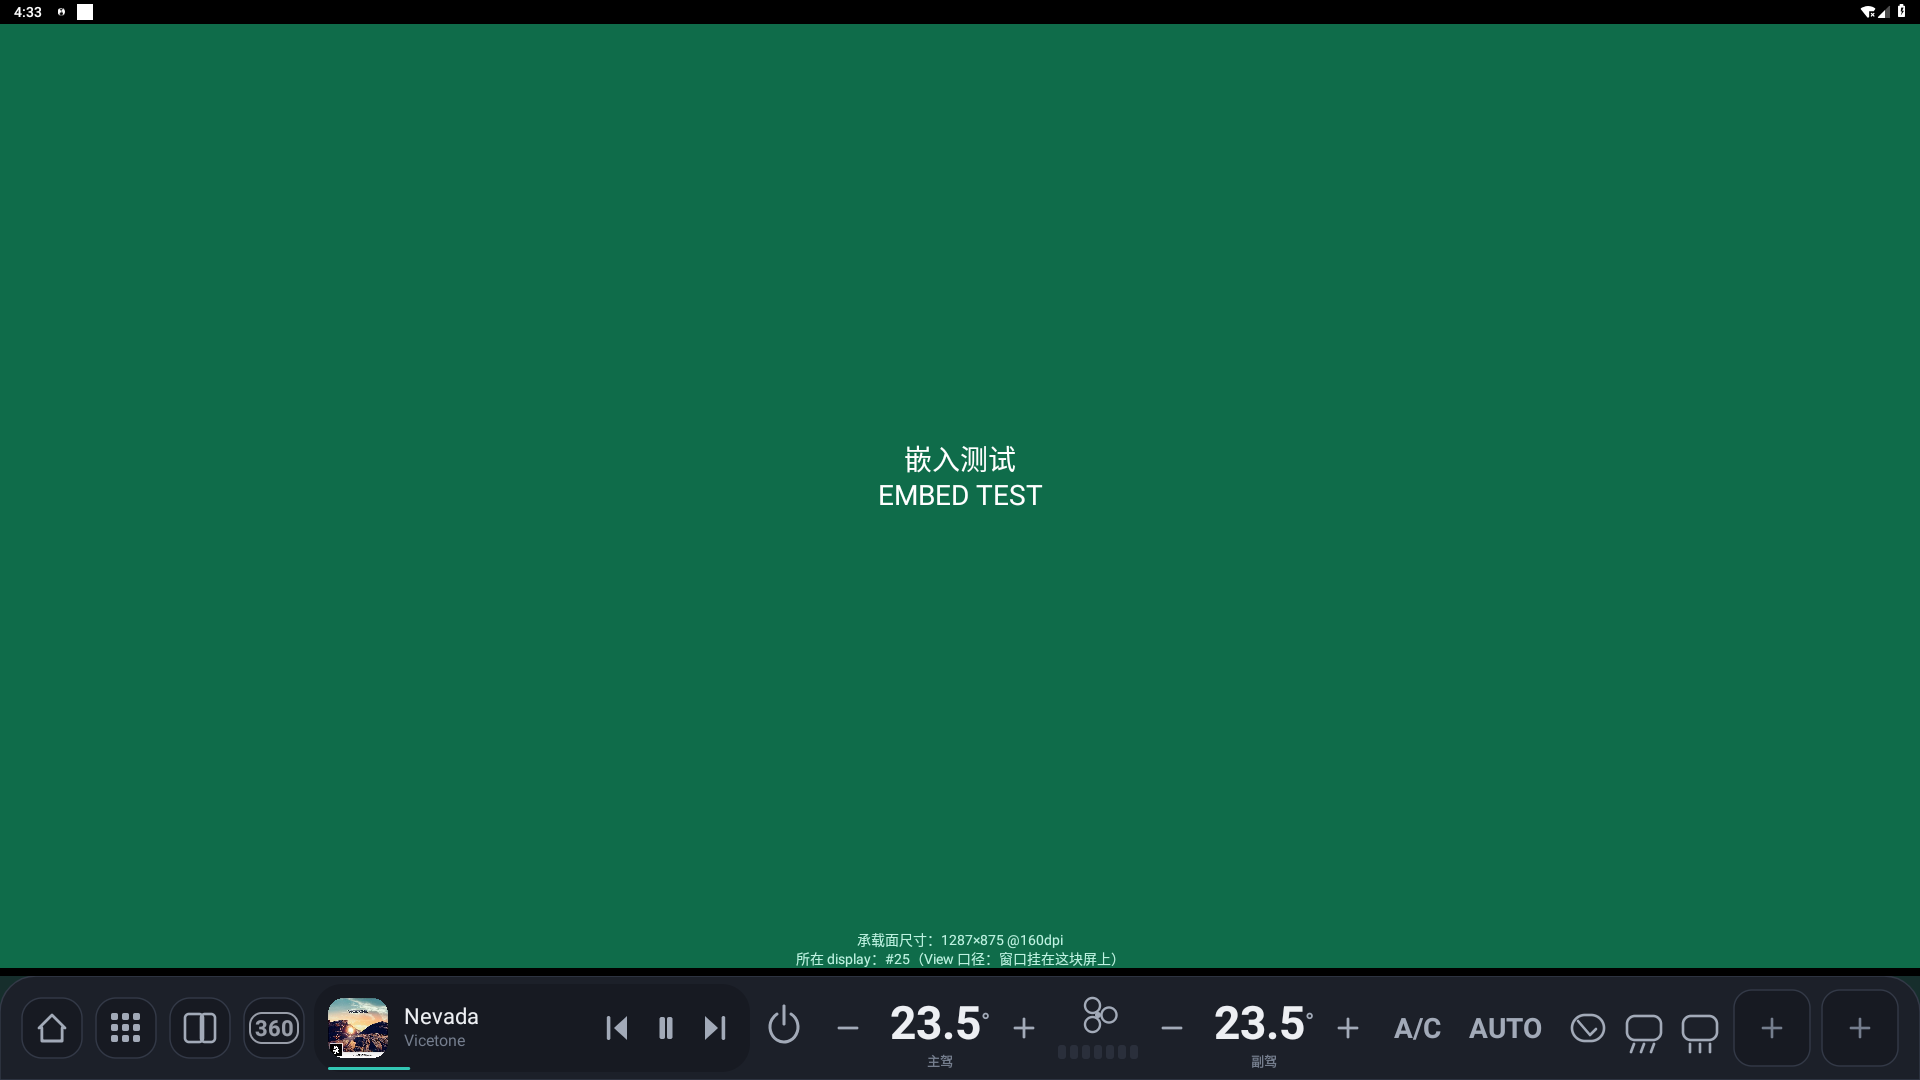 4:33
嵌入测试
EMBED TEST
承载面尺寸：1287×875 @160dpi
所在 display：#25（View 口径：窗口挂在这块屏上）
360
Nevada
Vicetone
23.5°
主驾
23.5°
副驾
A/C
AUTO